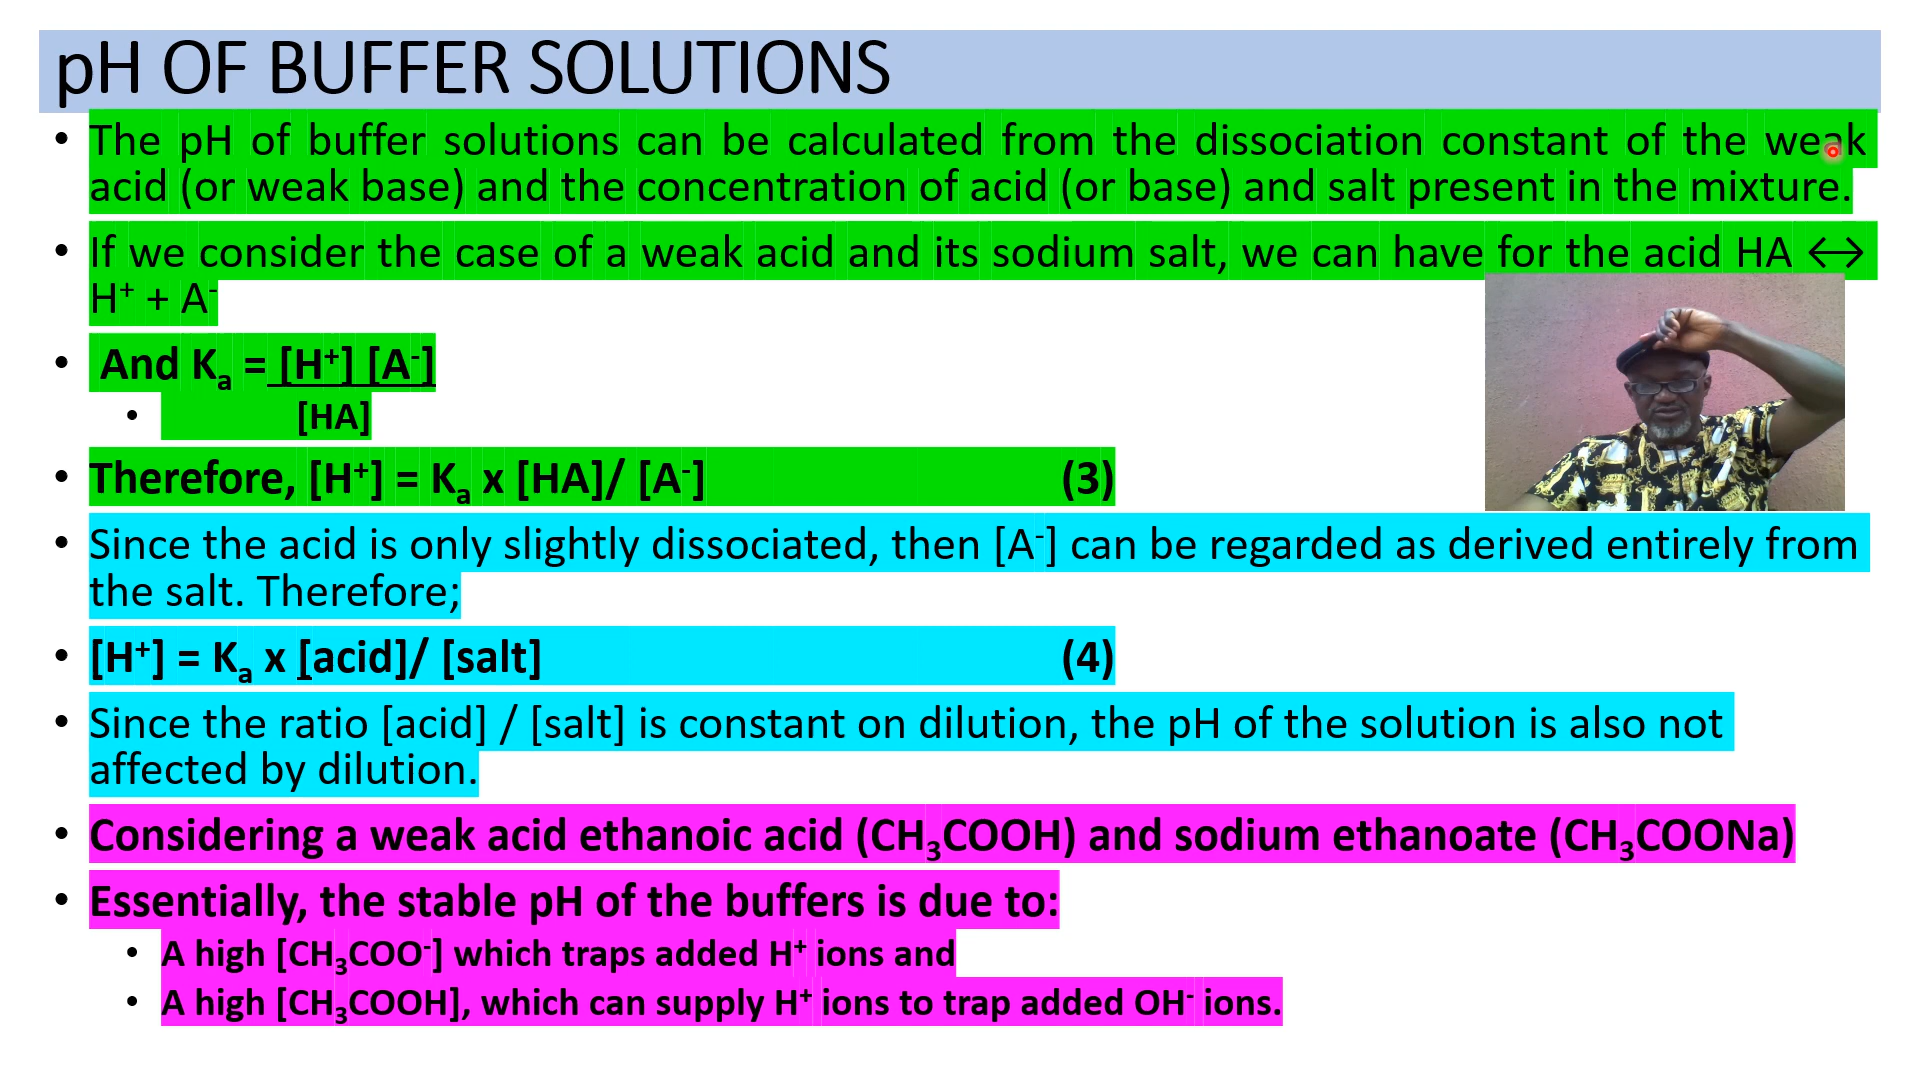 pH OF BUFFER SOLUTIONS
• The pH of buffer solutions can be calculated from the dissociation constant of the weak
acid (or weak base) and the concentration of acid (or base) and salt present in the mixture.
• If we consider the case of a weak acid and its sodium salt, we can have for the acid HA ↔
H⁺ + A⁻
• And Kₐ = [H⁺] [A⁻]
• [HA]
• Therefore, [H⁺] = Kₐ x [HA]/ [A⁻] (3)
• Since the acid is only slightly dissociated, then [A⁻] can be regarded as derived entirely from
the salt. Therefore;
• [H⁺] = Kₐ x [acid]/ [salt] (4)
• Since the ratio [acid] / [salt] is constant on dilution, the pH of the solution is also not
affected by dilution.
• Considering a weak acid ethanoic acid (CH₃COOH) and sodium ethanoate (CH₃COONa)
• Essentially, the stable pH of the buffers is due to:
• A high [CH₃COO⁻] which traps added H⁺ ions and
• A high [CH₃COOH], which can supply H⁺ ions to trap added OH⁻ ions.